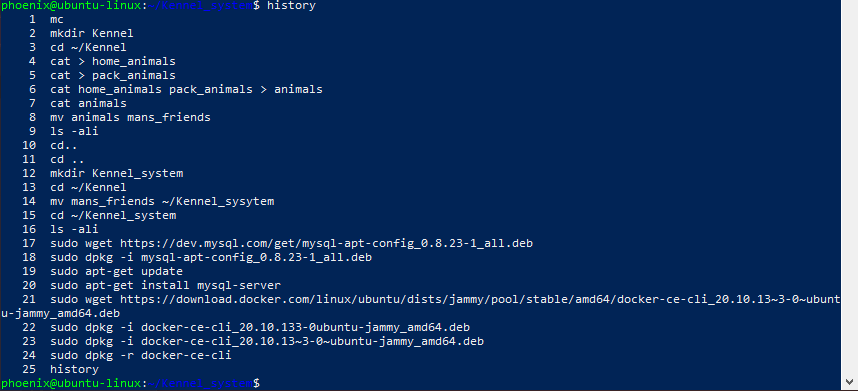 phoenix@ubuntu-linux:~/Kennel_system$ history
1 mc
2 mkdir Kennel
3 cd ~/Kennel
4 cat > home_animals
5 cat > pack_animals
6 cat home_animals pack_animals > animals
7 cat animals
8 mv animals mans_friends
9 ls -ali
10 cd..
11 cd ..
12 mkdir Kennel_system
13 cd ~/Kennel
14 mv mans_friends ~/Kennel_sysytem
15 cd ~/Kennel_system
16 ls -ali
17 sudo wget https://dev.mysql.com/get/mysql-apt-config_0.8.23-1_all.deb
18 sudo dpkg -i mysql-apt-config_0.8.23-1_all.deb
19 sudo apt-get update
20 sudo apt-get install mysql-server
21 sudo wget https://download.docker.com/linux/ubuntu/dists/jammy/pool/stable/amd64/docker-ce-cli_20.10.13~3-0~ubunt
u-jammy_amd64.deb
22 sudo dpkg -i docker-ce-cli_20.10.133-0ubuntu-jammy_amd64.deb
23 sudo dpkg -i docker-ce-cli_20.10.13~3-0~ubuntu-jammy_amd64.deb
24 sudo dpkg -r docker-ce-cli
25 history
phoenix@ubuntu-linux:~/Kennel_system$